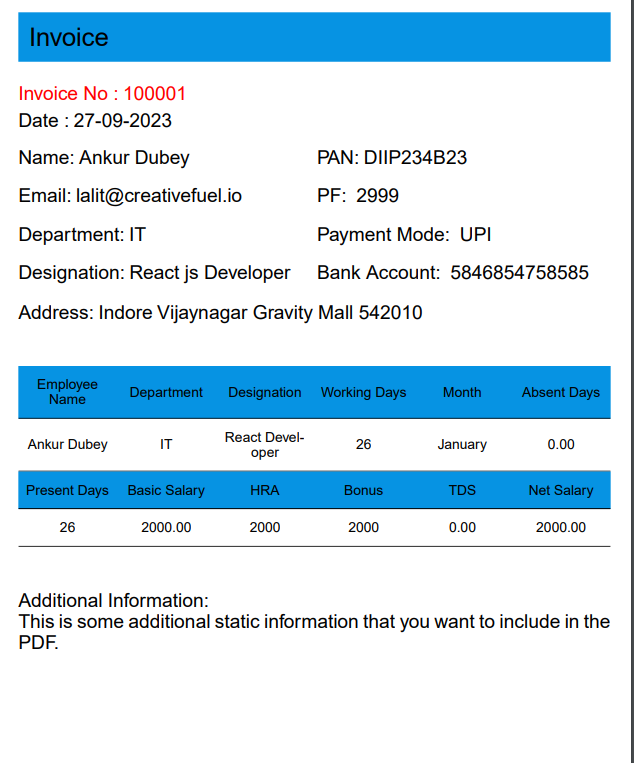 Invoice
Invoice No : 100001
Date : 27-09-2023
Name: Ankur Dubey PAN: DIIP234B23
Email: lalit@creativefuel.io PF: 2999
Department: IT Payment Mode: UPI
Designation: React js Developer Bank Account: 5846854758585
Address: Indore Vijaynagar Gravity Mall 542010
Employee Name Department Designation Working Days Month Absent Days
Ankur Dubey IT React Devel-oper 26 January 0.00
Present Days Basic Salary HRA Bonus TDS Net Salary
26 2000.00 2000 2000 0.00 2000.00
Additional Information:
This is some additional static information that you want to include in the
PDF.